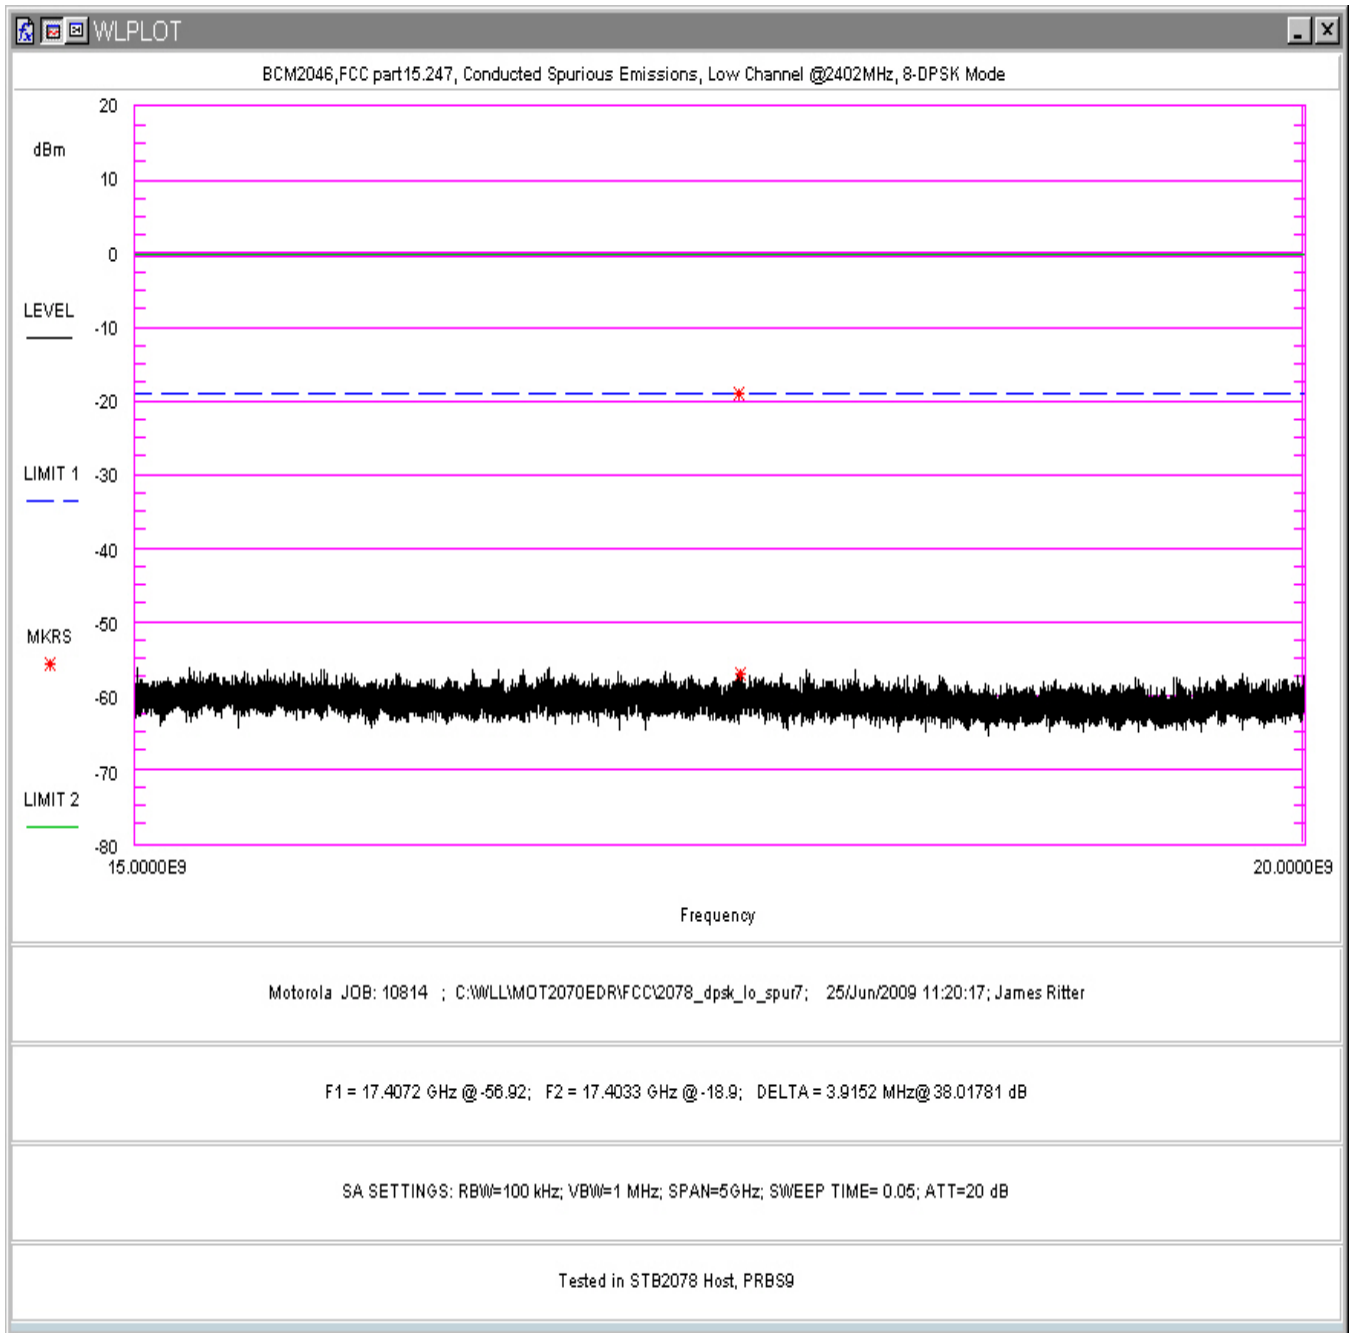 WLPLOT
BCM2046,FCC part15.247, Conducted Spurious Emissions, Low Channel @2402MHz, 8-DPSK Mode
20
dBm
10
0
LEVEL
-10
-20
LIMIT 1
-30
-40
-50
MKRS
-60
-70
LIMIT 2
-80
15.0000E9
20.0000E9
Frequency
Motorola JOB: 10814 ; C:\WLL\MOT2070EDR\FCC\2078_dpsk_lo_spur7; 25/Jun/2009 11:20:17; James Ritter
F1 = 17.4072 GHz @-56.92; F2 = 17.4033 GHz @-18.9; DELTA = 3.9152 MHz@38.01781 dB
SA SETTINGS: RBW=100 kHz; VBW=1 MHz; SPAN=5GHz; SWEEP TIME= 0.05; ATT=20 dB
Tested in STB2078 Host, PRBS9